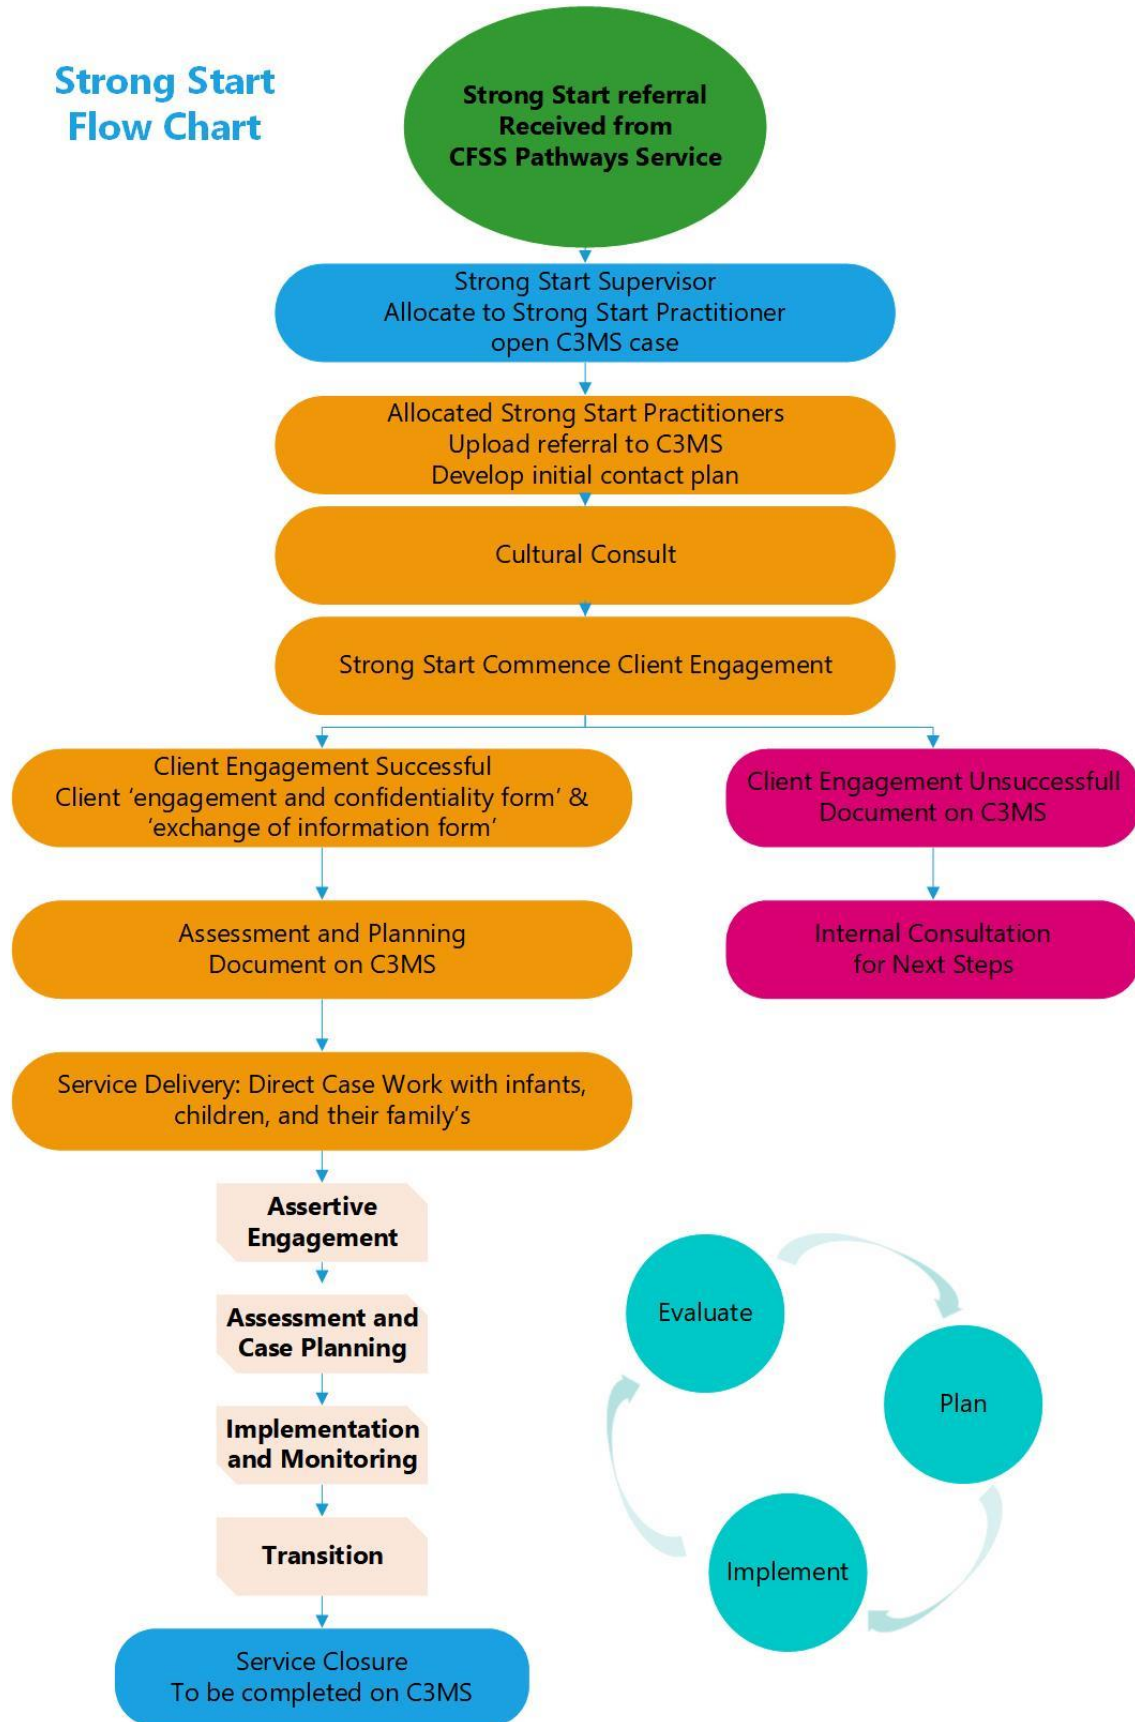 Strong Start
Flow Chart
Strong Start referral
Received from
CFSS Pathways Service
Strong Start Supervisor
Allocate to Strong Start Practitioner
open C3MS case
Allocated Strong Start Practitioners
Upload referral to C3MS
Develop initial contact plan
Cultural Consult
Strong Start Commence Client Engagement
Client Engagement Successful
Client ‘engagement and confidentiality form’ &
‘exchange of information form’
Client Engagement Unsuccessfull
Document on C3MS
Assessment and Planning
Document on C3MS
Internal Consultation
for Next Steps
Service Delivery: Direct Case Work with infants,
children, and their family’s
Assertive
Engagement
Assessment and
Case Planning
Implementation
and Monitoring
Transition
Service Closure
To be completed on C3MS
Evaluate
Plan
Implement